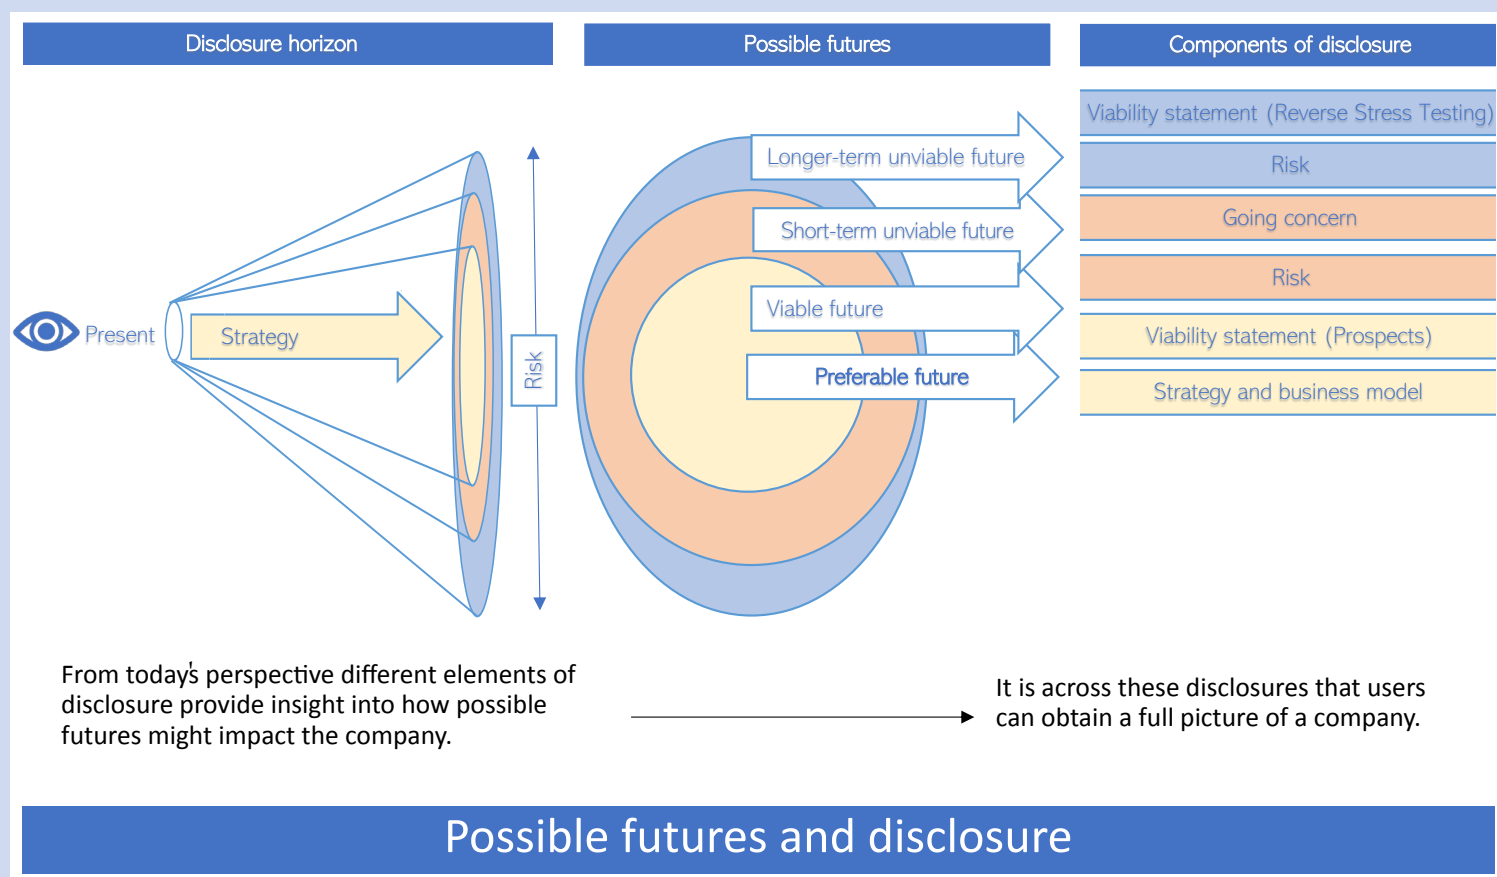 Disclosure horizon
Possible futures
Components of disclosure
Present
Strategy
Risk
Longer-term unviable future
Short-term unviable future
Viable future
Preferable future
Viability statement (Reverse Stress Testing)
Risk
Going concern
Risk
Viability statement (Prospects)
Strategy and business model
From today's perspective different elements of
disclosure provide insight into how possible
futures might impact the company.
It is across these disclosures that users
can obtain a full picture of a company.
Possible futures and disclosure